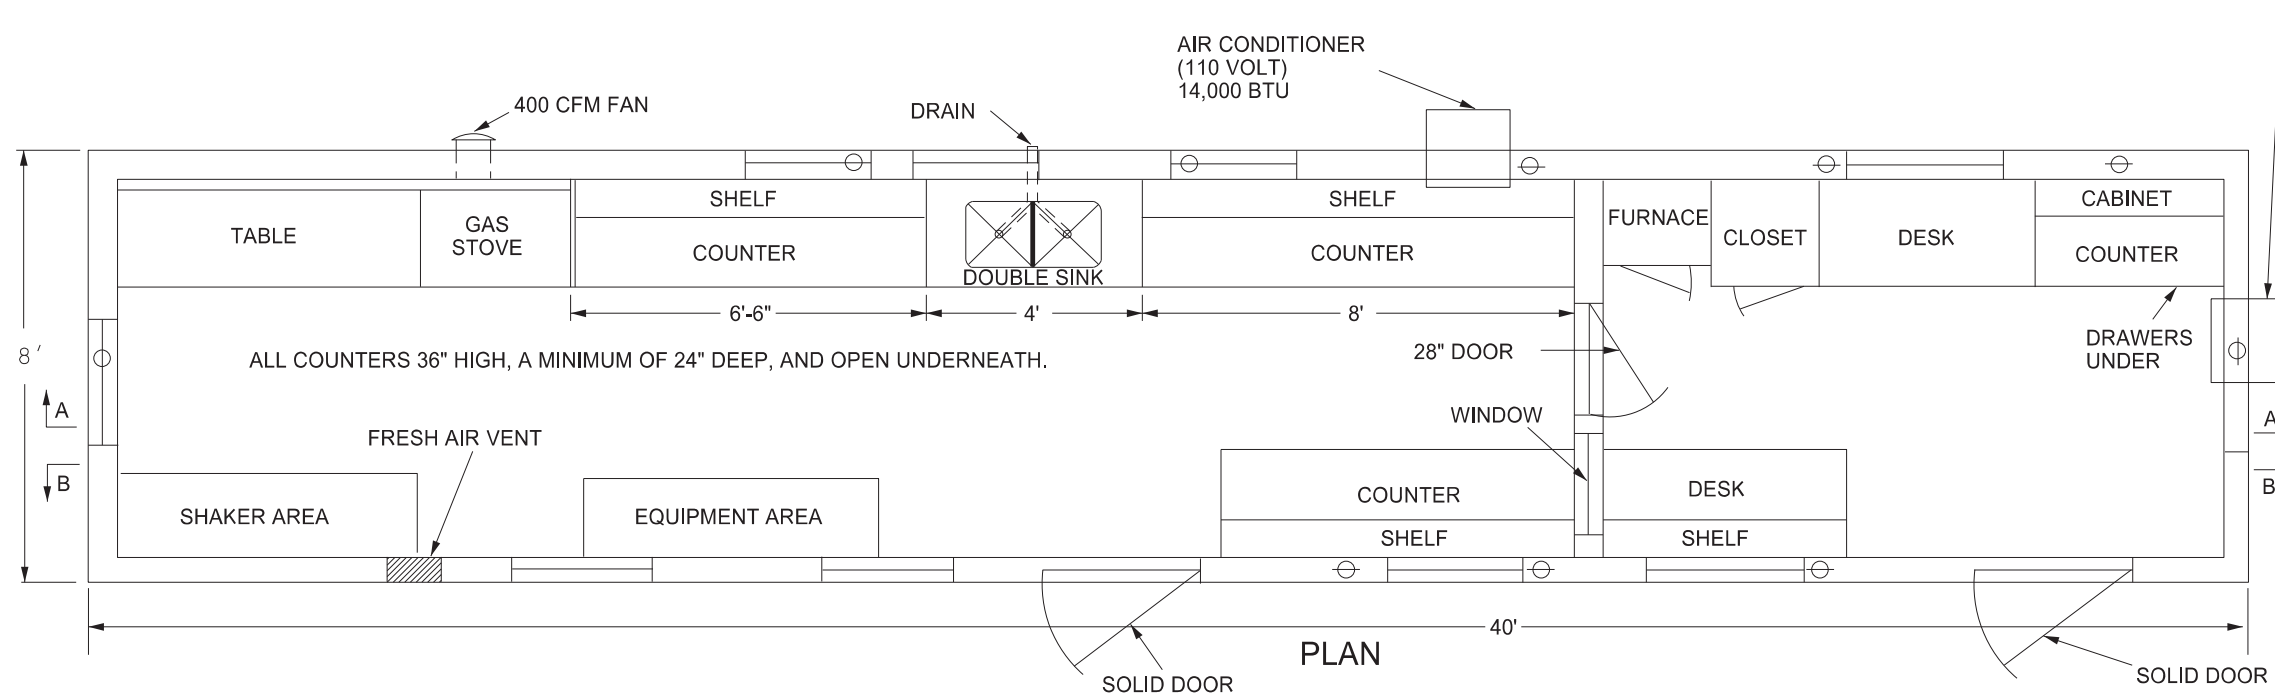 AIR CONDITIONER
(110 VOLT)
14,000 BTU
400 CFM FAN
DRAIN
SHELF
SHELF
CABINET
TABLE
GAS
STOVE
COUNTER
DOUBLE SINK
COUNTER
FURNACE
CLOSET
DESK
COUNTER
6'-6"
4'
8'
8'
ALL COUNTERS 36" HIGH, A MINIMUM OF 24" DEEP, AND OPEN UNDERNEATH.
28" DOOR
DRAWERS
UNDER
A
A
WINDOW
FRESH AIR VENT
B
B
SHAKER AREA
EQUIPMENT AREA
COUNTER
SHELF
DESK
SHELF
40'
PLAN
SOLID DOOR
SOLID DOOR